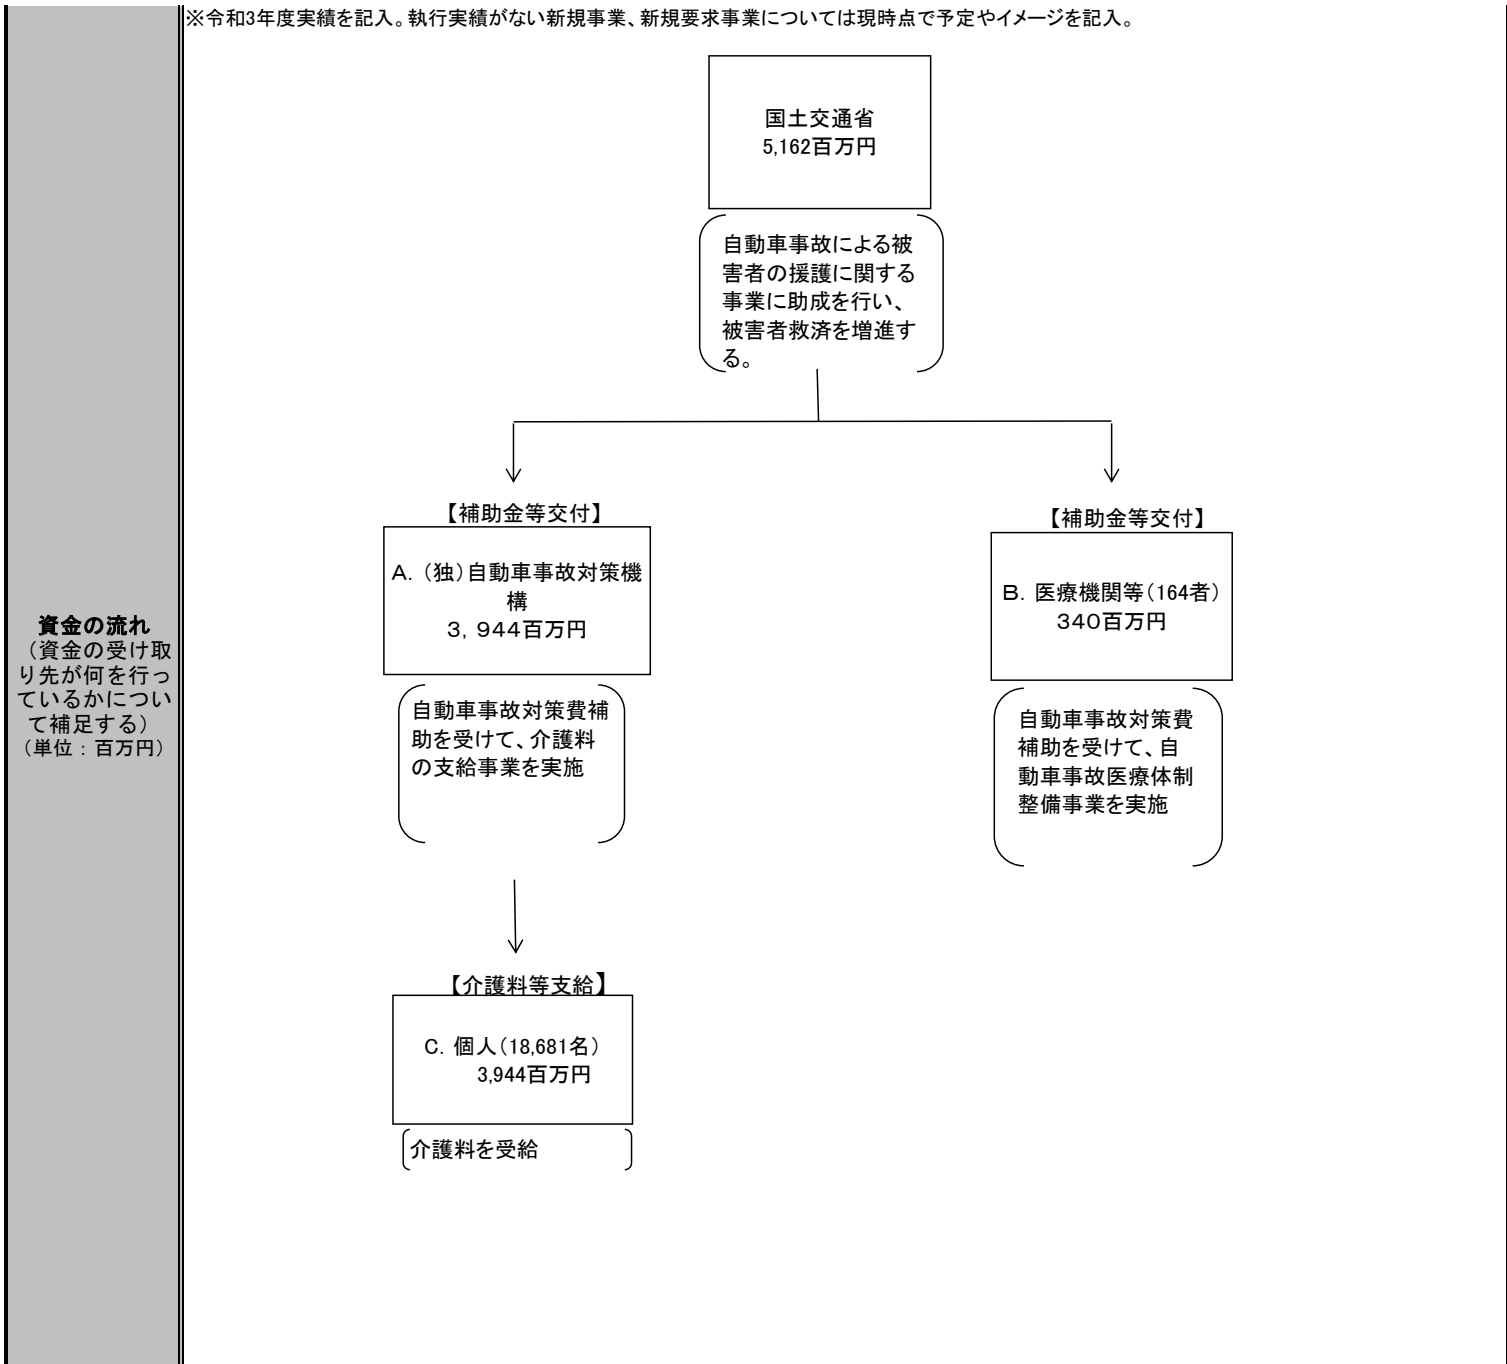 ※令和3年度実績を記入。執行実績がない新規事業、新規要求事業については現時点で予定やイメージを記入。
国土交通省
5,162百万円
自動車事故による被
害者の援護に関する
事業に助成を行い、
被害者救済を増進す
る。
【補助金等交付】
A.（独）自動車事故対策機
構
3，944百万円
自動車事故対策費補
助を受けて、介護料
の支給事業を実施
【補助金等交付】
B. 医療機関等（164者）
340百万円
自動車事故対策費
補助を受けて、自
動車事故医療体制
整備事業を実施
【介護料等支給】
C. 個人（18,681名）
3,944百万円
介護料を受給
資金の流れ
（資金の受け取
り先が何を行っ
ているかについ
て補足する）
（単位：百万円）